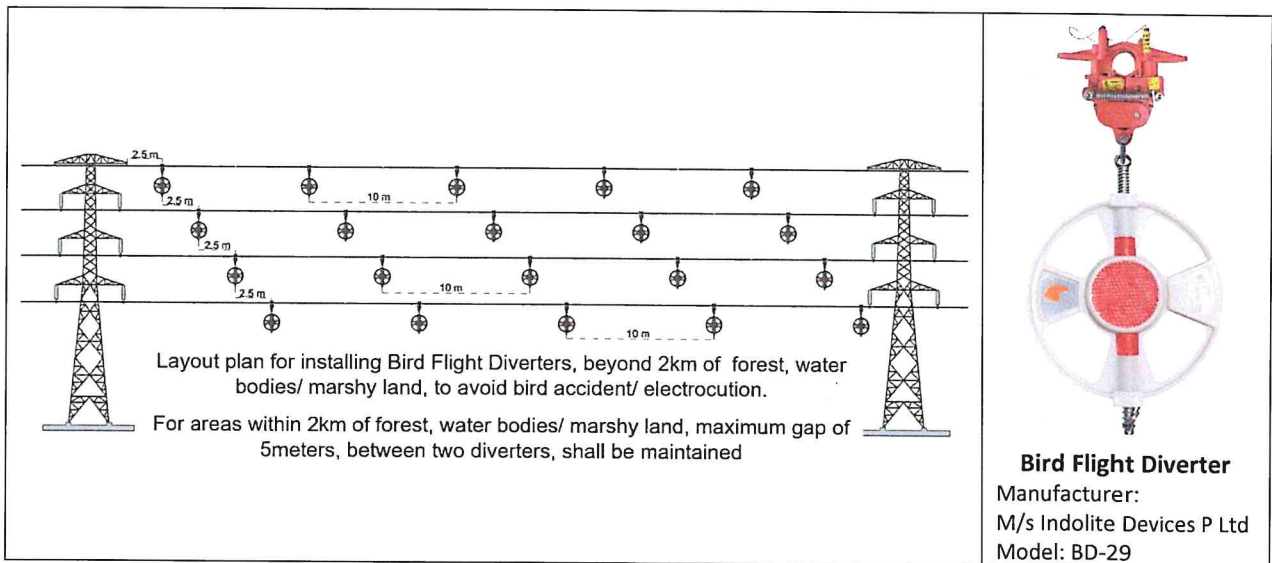 2.5 m
10 m
2.5 m
2.5 m
10 m
2.5 m
10 m
Layout plan for installing Bird Flight Diverters, beyond 2km of forest, water
bodies/ marshy land, to avoid bird accident/ electrocution.
For areas within 2km of forest, water bodies/ marshy land, maximum gap of
5meters, between two diverters, shall be maintained
Bird Flight Diverter
Manufacturer:
M/s Indolite Devices P Ltd
Model: BD-29